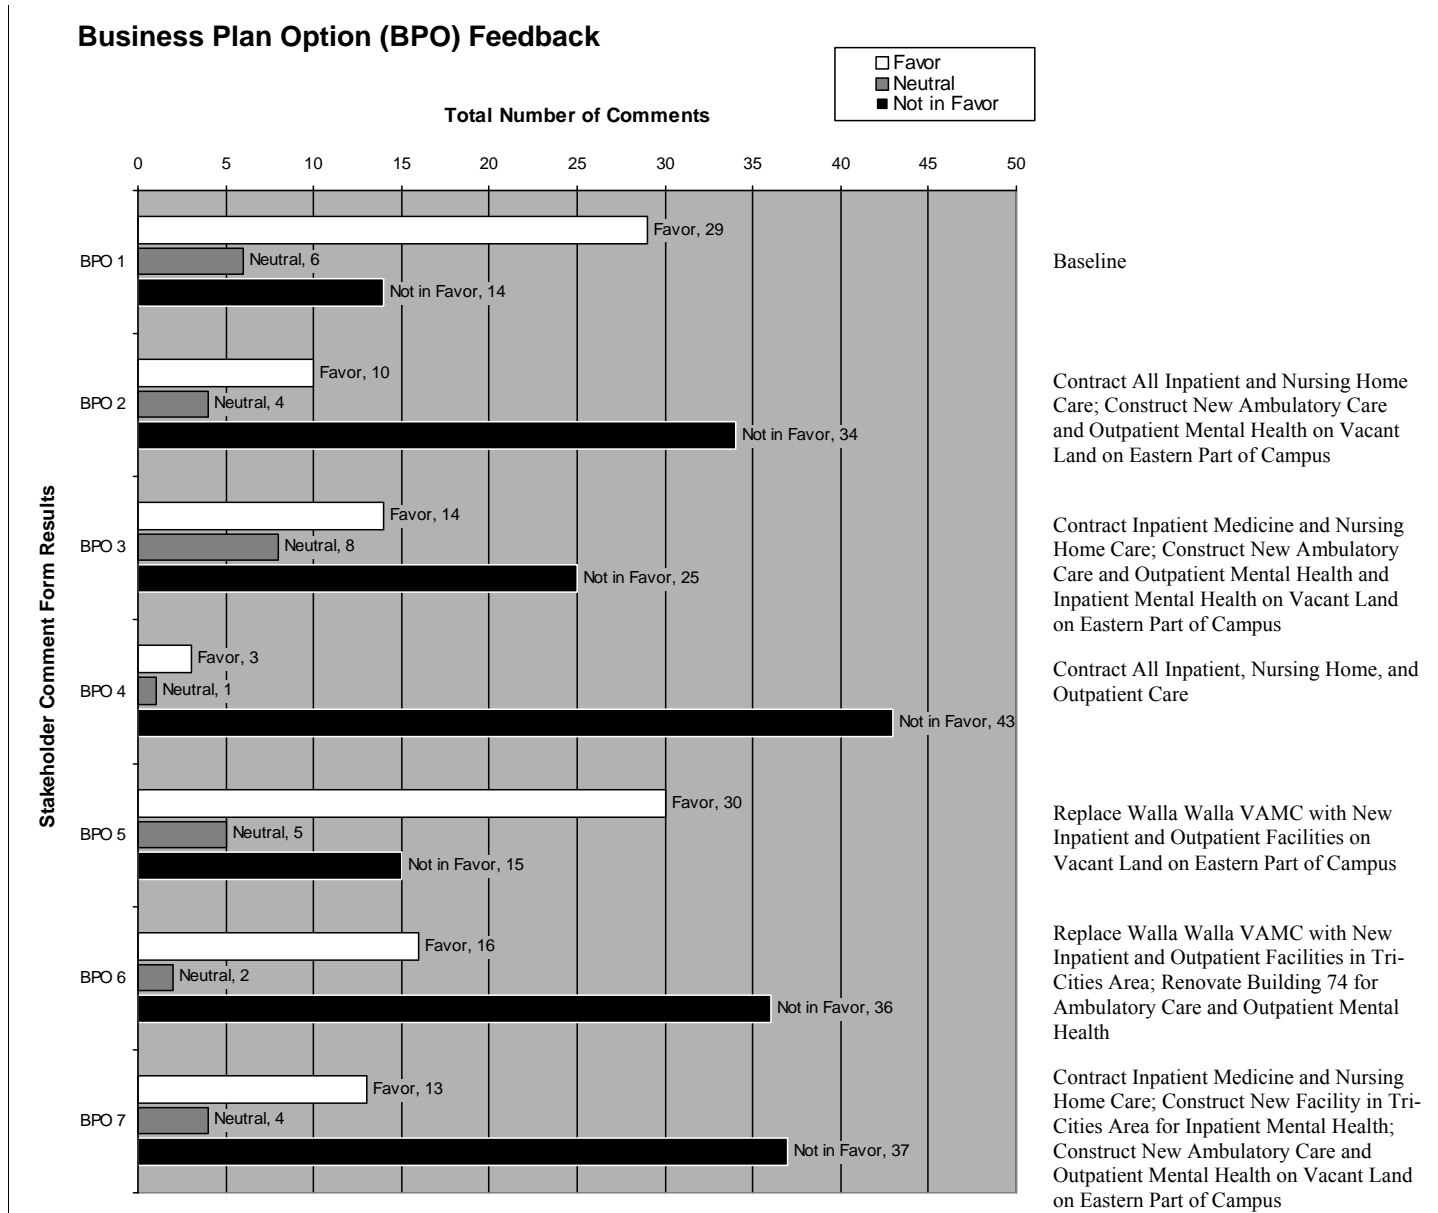 Business Plan Option (BPO) Feedback
Favor
Neutral
Not in Favor
Total Number of Comments
0 5 10 15 20 25 30 35 40 45 50
Stakeholder Comment Form Results
BPO 1
Favor, 29
Neutral, 6
Not in Favor, 14
Baseline
BPO 2
Favor, 10
Neutral, 4
Not in Favor, 34
Contract All Inpatient and Nursing Home
Care; Construct New Ambulatory Care
and Outpatient Mental Health on Vacant
Land on Eastern Part of Campus
BPO 3
Favor, 14
Neutral, 8
Not in Favor, 25
Contract Inpatient Medicine and Nursing
Home Care; Construct New Ambulatory
Care and Outpatient Mental Health and
Inpatient Mental Health on Vacant Land
on Eastern Part of Campus
BPO 4
Favor, 3
Neutral, 1
Not in Favor, 43
Contract All Inpatient, Nursing Home, and
Outpatient Care
BPO 5
Favor, 30
Neutral, 5
Not in Favor, 15
Replace Walla Walla VAMC with New
Inpatient and Outpatient Facilities on
Vacant Land on Eastern Part of Campus
BPO 6
Favor, 16
Neutral, 2
Not in Favor, 36
Replace Walla Walla VAMC with New
Inpatient and Outpatient Facilities in Tri-
Cities Area; Renovate Building 74 for
Ambulatory Care and Outpatient Mental
Health
BPO 7
Favor, 13
Neutral, 4
Not in Favor, 37
Contract Inpatient Medicine and Nursing
Home Care; Construct New Facility in Tri-
Cities Area for Inpatient Mental Health;
Construct New Ambulatory Care and
Outpatient Mental Health on Vacant Land
on Eastern Part of Campus